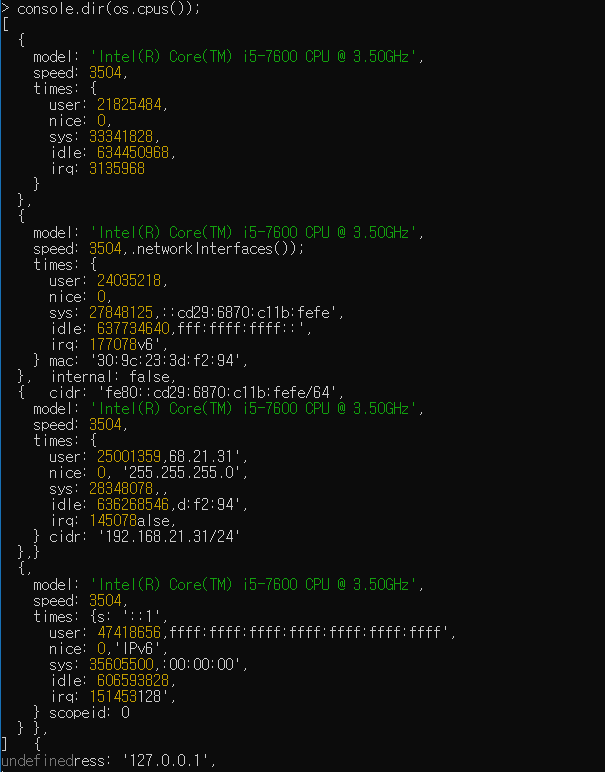 > console.dir(os.cpus());
[
  {
    model: 'Intel(R) Core(TM) i5-7600 CPU @ 3.50GHz',
    speed: 3504,
    times: {
      user: 21825484,
      nice: 0,
      sys: 33341828,
      idle: 634450968,
      irq: 3135968
    }
  },
  {
    model: 'Intel(R) Core(TM) i5-7600 CPU @ 3.50GHz',
    speed: 3504,.networkInterfaces());
    times: {
      user: 24035218,
      nice: 0,
      sys: 27848125,::cd29:6870:c11b:fefe',
      idle: 637734640,fff:ffff:ffff::',
      irq: 177078v6',
    } mac: '30:9c:23:3d:f2:94',
  },  internal: false,
  {   cidr: 'fe80::cd29:6870:c11b:fefe/64',
    model: 'Intel(R) Core(TM) i5-7600 CPU @ 3.50GHz',
    speed: 3504,
    times: {
      user: 25001359,68.21.31',
      nice: 0, '255.255.255.0',
      sys: 28348078,,
      idle: 636268546,d:f2:94',
      irq: 145078alse,
    } cidr: '192.168.21.31/24'
  },}
  {,
    model: 'Intel(R) Core(TM) i5-7600 CPU @ 3.50GHz',
    speed: 3504,
    times: {s: '::1',
      user: 47418656,ffff:ffff:ffff:ffff:ffff:ffff:ffff',
      nice: 0,'IPv6',
      sys: 35605500,:00:00:00',
      idle: 606593828,
      irq: 151453128',
    } scopeid: 0
  } },
]   {
undefinedress: '127.0.0.1',